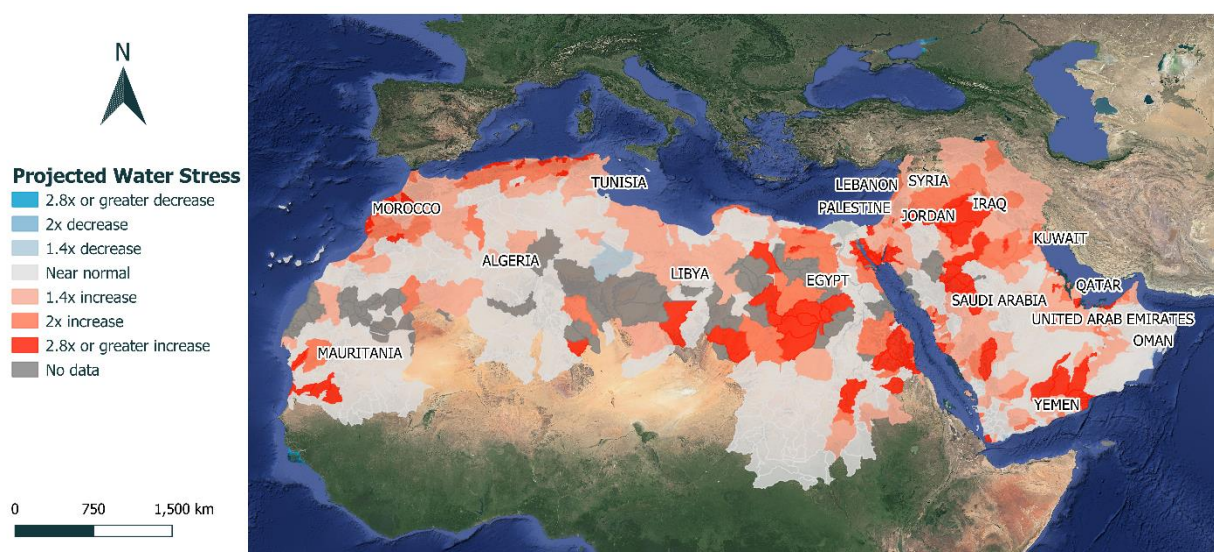 N
Projected Water Stress
2.8x or greater decrease
2x decrease
1.4x decrease
Near normal
1.4x increase
2x increase
2.8x or greater increase
No data
0 750 1,500 km
TUNISIA
MOROCCO
ALGERIA
LIBYA
EGYPT
MAURITANIA
LEBANON
SYRIA
PALESTINE
JORDAN
IRAQ
KUWAIT
QATAR
SAUDI ARABIA
UNITED ARAB EMIRATES
OMAN
YEMEN